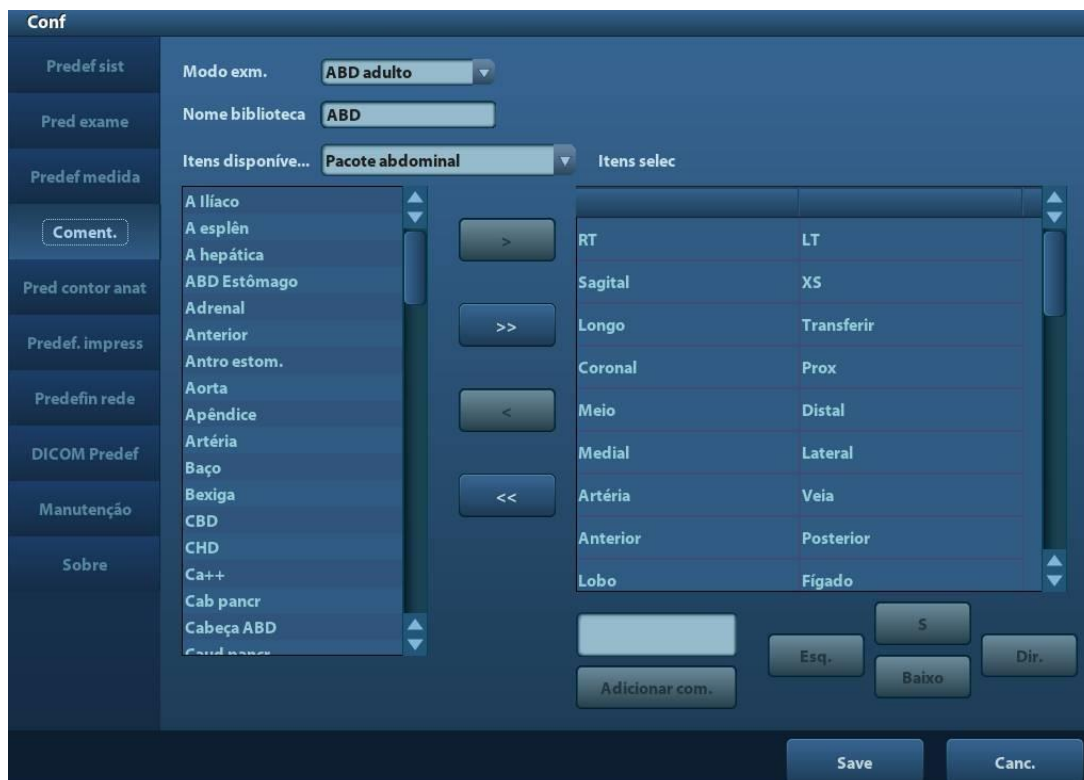 Conf
Predef sist
Pred exame
Predef medida
Coment.
Pred contor anat
Predef. impress
Predefin rede
DICOM Predef
Manutenção
Sobre
Modo exm. ABD adulto
Nome biblioteca ABD
Itens disponíve... Pacote abdominal Itens selec
A Ilíaco
A esplên
A hepática
ABD Estômago
Adrenal
Anterior
Antro estom.
Aorta
Apêndice
Artéria
Baço
Bexiga
CBD
CHD
Ca++
Cab pancr
Cabeça ABD
Caud pancr
>
>>
<
<<
RT LT
Sagital XS
Longo Transferir
Coronal Prox
Meio Distal
Medial Lateral
Artéria Veia
Anterior Posterior
Lobo Fígado
Adicionar com.
S
Esq. Dir.
Baixo
Save Canc.